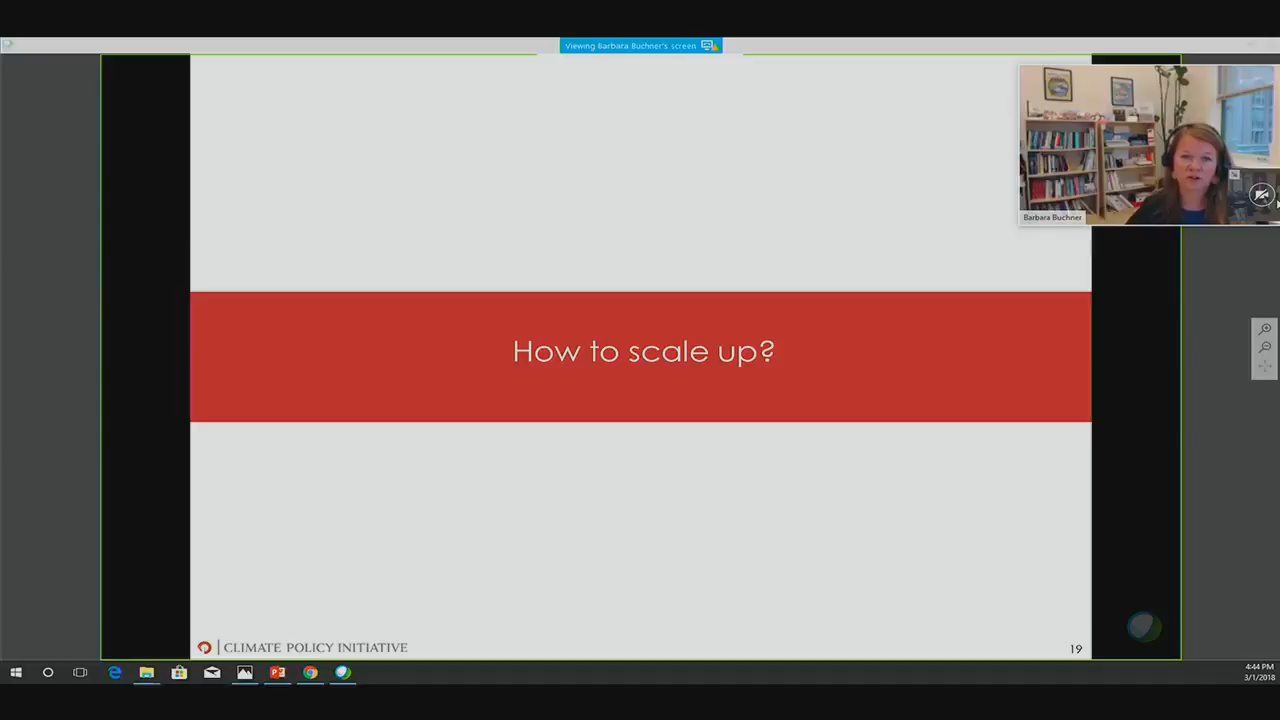 Viewing Barbara Buchner's screen
Barbara Buchner
How to scale up?
CLIMATE POLICY INITIATIVE
19
4:44 PM
3/1/2018